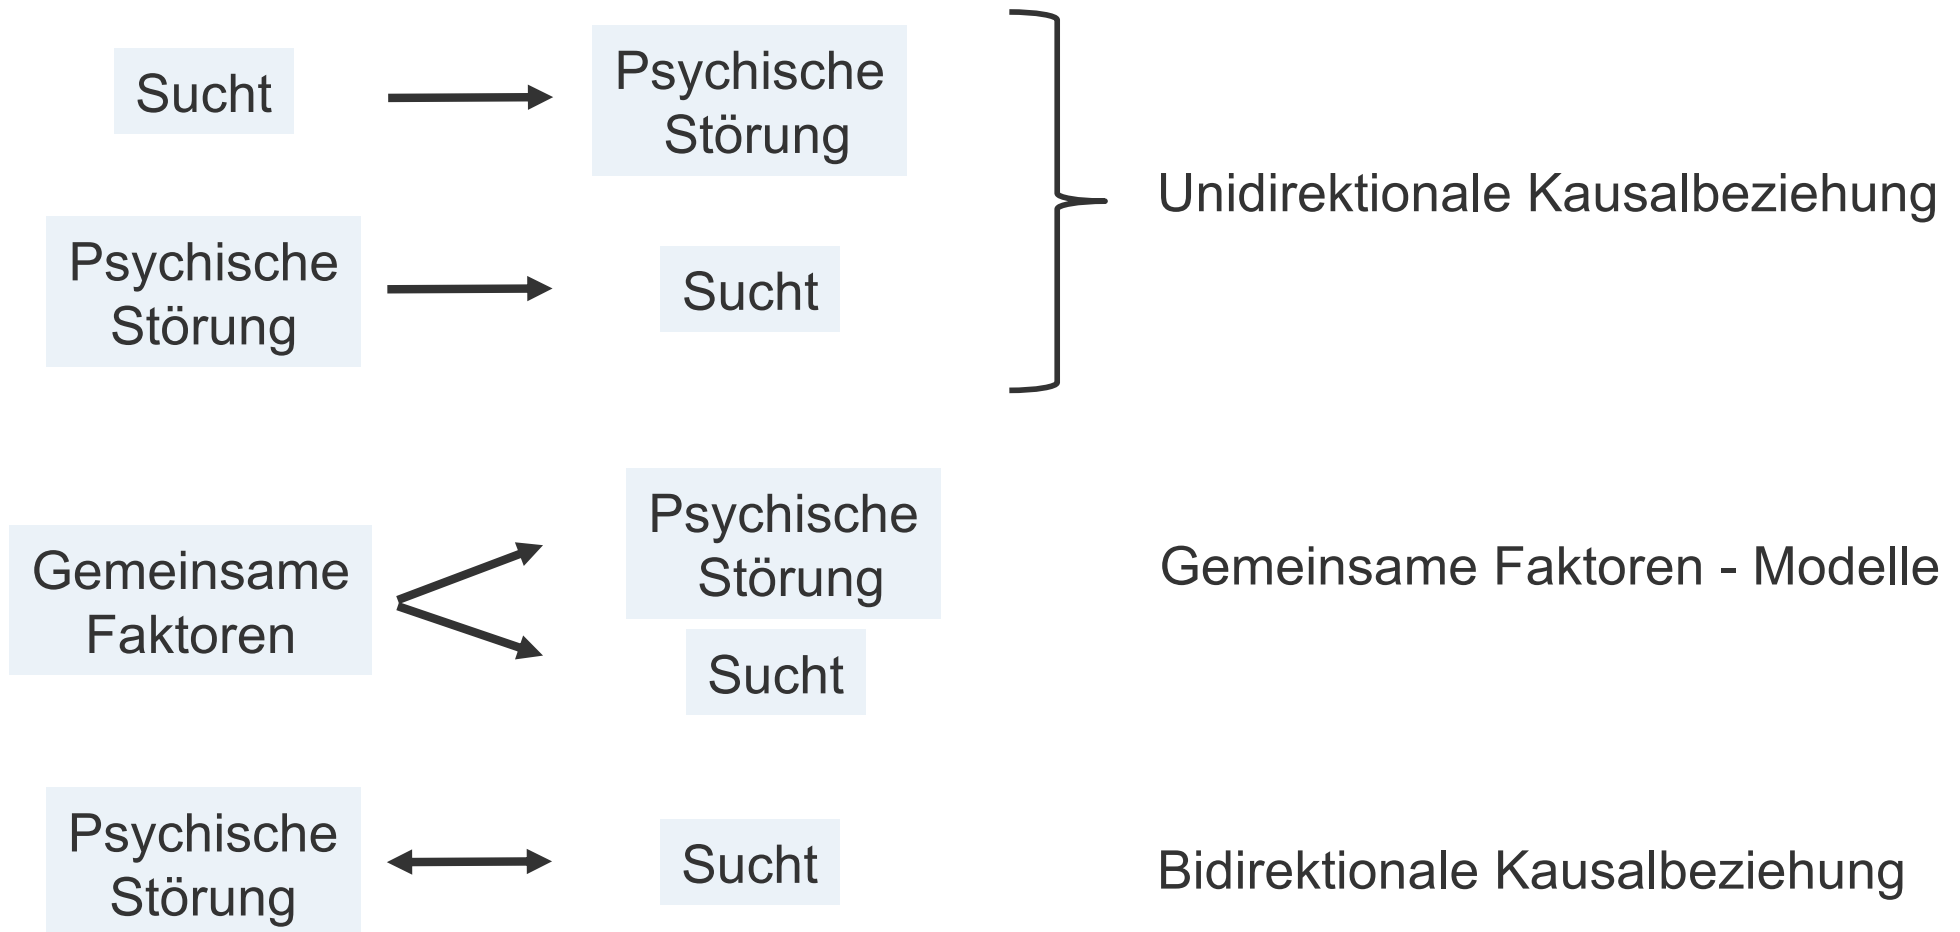 Sucht
Psychische
Störung
Psychische
Störung
Sucht
Unidirektionale Kausalbeziehung
Gemeinsame
Faktoren
Psychische
Störung
Sucht
Gemeinsame Faktoren - Modelle
Psychische
Störung
Sucht
Bidirektionale Kausalbeziehung